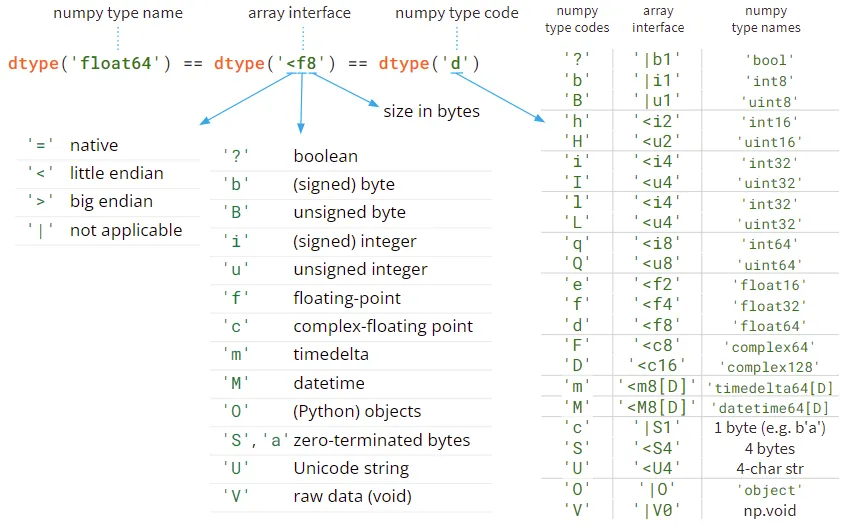 numpy type name
array interface
numpy type code
dtype('float64') == dtype('<f8') == dtype('d')
size in bytes
'=' native
'<' little endian
'>' big endian
'|' not applicable
'?' boolean
'b' (signed) byte
'B' unsigned byte
'i' (signed) integer
'u' unsigned integer
'f' floating-point
'c' complex-floating point
'm' timedelta
'M' datetime
'O' (Python) objects
'S','a' zero-terminated bytes
'U' Unicode string
'V' raw data (void)
numpy type codes
array interface
numpy type names
'?' '|b1' 'bool'
'b' '|i1' 'int8'
'B' '|u1' 'uint8'
'h' '<i2' 'int16'
'H' '<u2' 'uint16'
'i' '<i4' 'int32'
'I' '<u4' 'uint32'
'l' '<i4' 'int32'
'L' '<u4' 'uint32'
'q' '<i8' 'int64'
'Q' '<u8' 'uint64'
'e' '<f2' 'float16'
'f' '<f4' 'float32'
'd' '<f8' 'float64'
'F' '<c8' 'complex64'
'D' '<c16' 'complex128'
'm' '<m8[D]' 'timedelta64[D]
'M' '<M8[D]' 'datetime64[D]
'c' '|S1' 1 byte (e.g. b'a')
'S' '<S4' 4 bytes
'U' '<U4' 4-char str
'O' '|O' 'object'
'V' '|V0' np.void